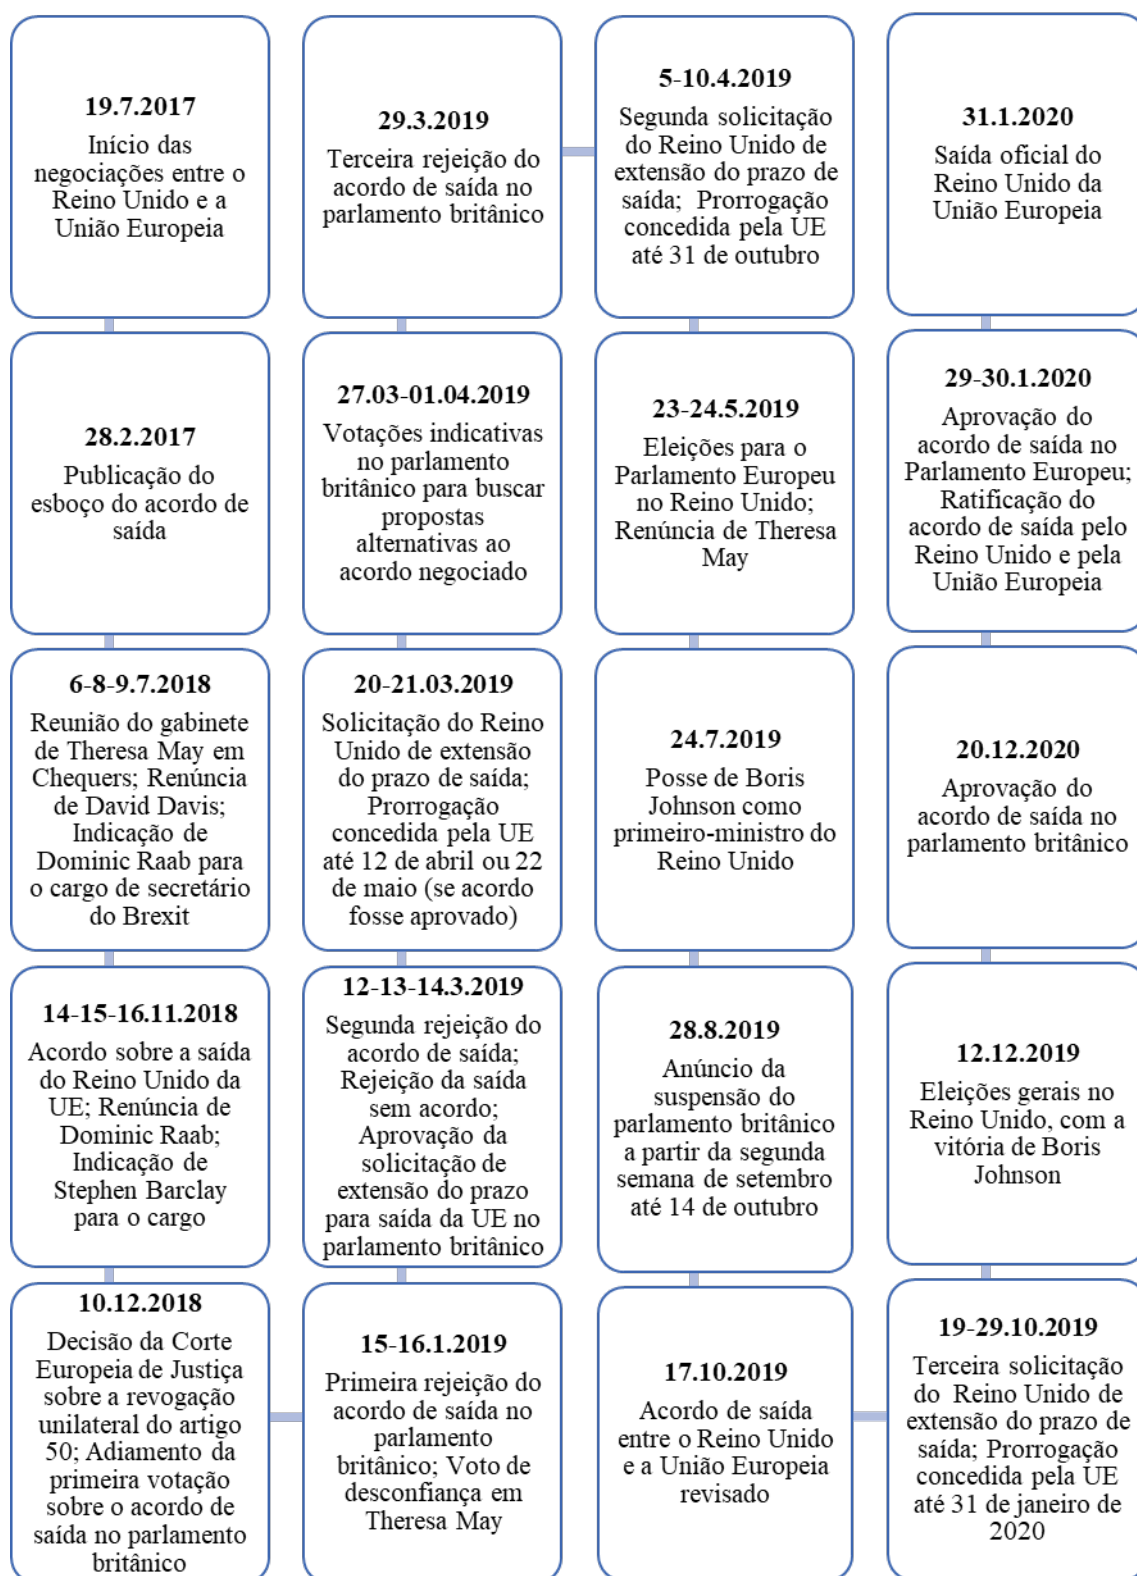 19.7.2017
Início das
negociações entre o
Reino Unido e a
União Europeia
28.2.2017
Publicação do
esboço do acordo de
saída
6-8-9.7.2018
Reunião do gabinete
de Theresa May em
Chequers; Renúncia
de David Davis;
Indicação de
Dominic Raab para
o cargo de secretário
do Brexit
14-15-16.11.2018
Acordo sobre a saída
do Reino Unido da
UE; Renúncia de
Dominic Raab;
Indicação de
Stephen Barclay
para o cargo
10.12.2018
Decisão da Corte
Europeia de Justiça
sobre a revogação
unilateral do artigo
50; Adiamento da
primeira votação
sobre o acordo de
saída no parlamento
britânico
15-16.1.2019
Primeira rejeição do
acordo de saída no
parlamento
britânico; Voto de
desconfiança em
Theresa May
12-13-14.3.2019
Segunda rejeição do
acordo de saída;
Rejeição da saída
sem acordo;
Aprovação da
solicitação de
extensão do prazo
para saída da UE no
parlamento britânico
20-21.03.2019
Solicitação do Reino
Unido de extensão
do prazo de saída;
Prorrogação
concedida pela UE
até 12 de abril ou 22
de maio (se acordo
fosse aprovado)
27.03-01.04.2019
Votações indicativas
no parlamento
britânico para buscar
propostas
alternativas ao
acordo negociado
29.3.2019
Terceira rejeição do
acordo de saída no
parlamento britânico
5-10.4.2019
Segunda solicitação
do Reino Unido de
extensão do prazo de
saída; Prorrogação
concedida pela UE
até 31 de outubro
23-24.5.2019
Eleições para o
Parlamento Europeu
no Reino Unido;
Renúncia de Theresa
May
24.7.2019
Posse de Boris
Johnson como
primeiro-ministro do
Reino Unido
28.8.2019
Anúncio da
suspensão do
parlamento britânico
a partir da segunda
semana de setembro
até 14 de outubro
17.10.2019
Acordo de saída
entre o Reino Unido
e a União Europeia
revisado
19-29.10.2019
Terceira solicitação
do Reino Unido de
extensão do prazo de
saída; Prorrogação
concedida pela UE
até 31 de janeiro de
2020
12.12.2019
Eleições gerais no
Reino Unido, com a
vitória de Boris
Johnson
20.12.2020
Aprovação do
acordo de saída no
parlamento britânico
29-30.1.2020
Aprovação do
acordo de saída no
Parlamento Europeu;
Ratificação do
acordo de saída pelo
Reino Unido e pela
União Europeia
31.1.2020
Saída oficial do
Reino Unido da
União Europeia